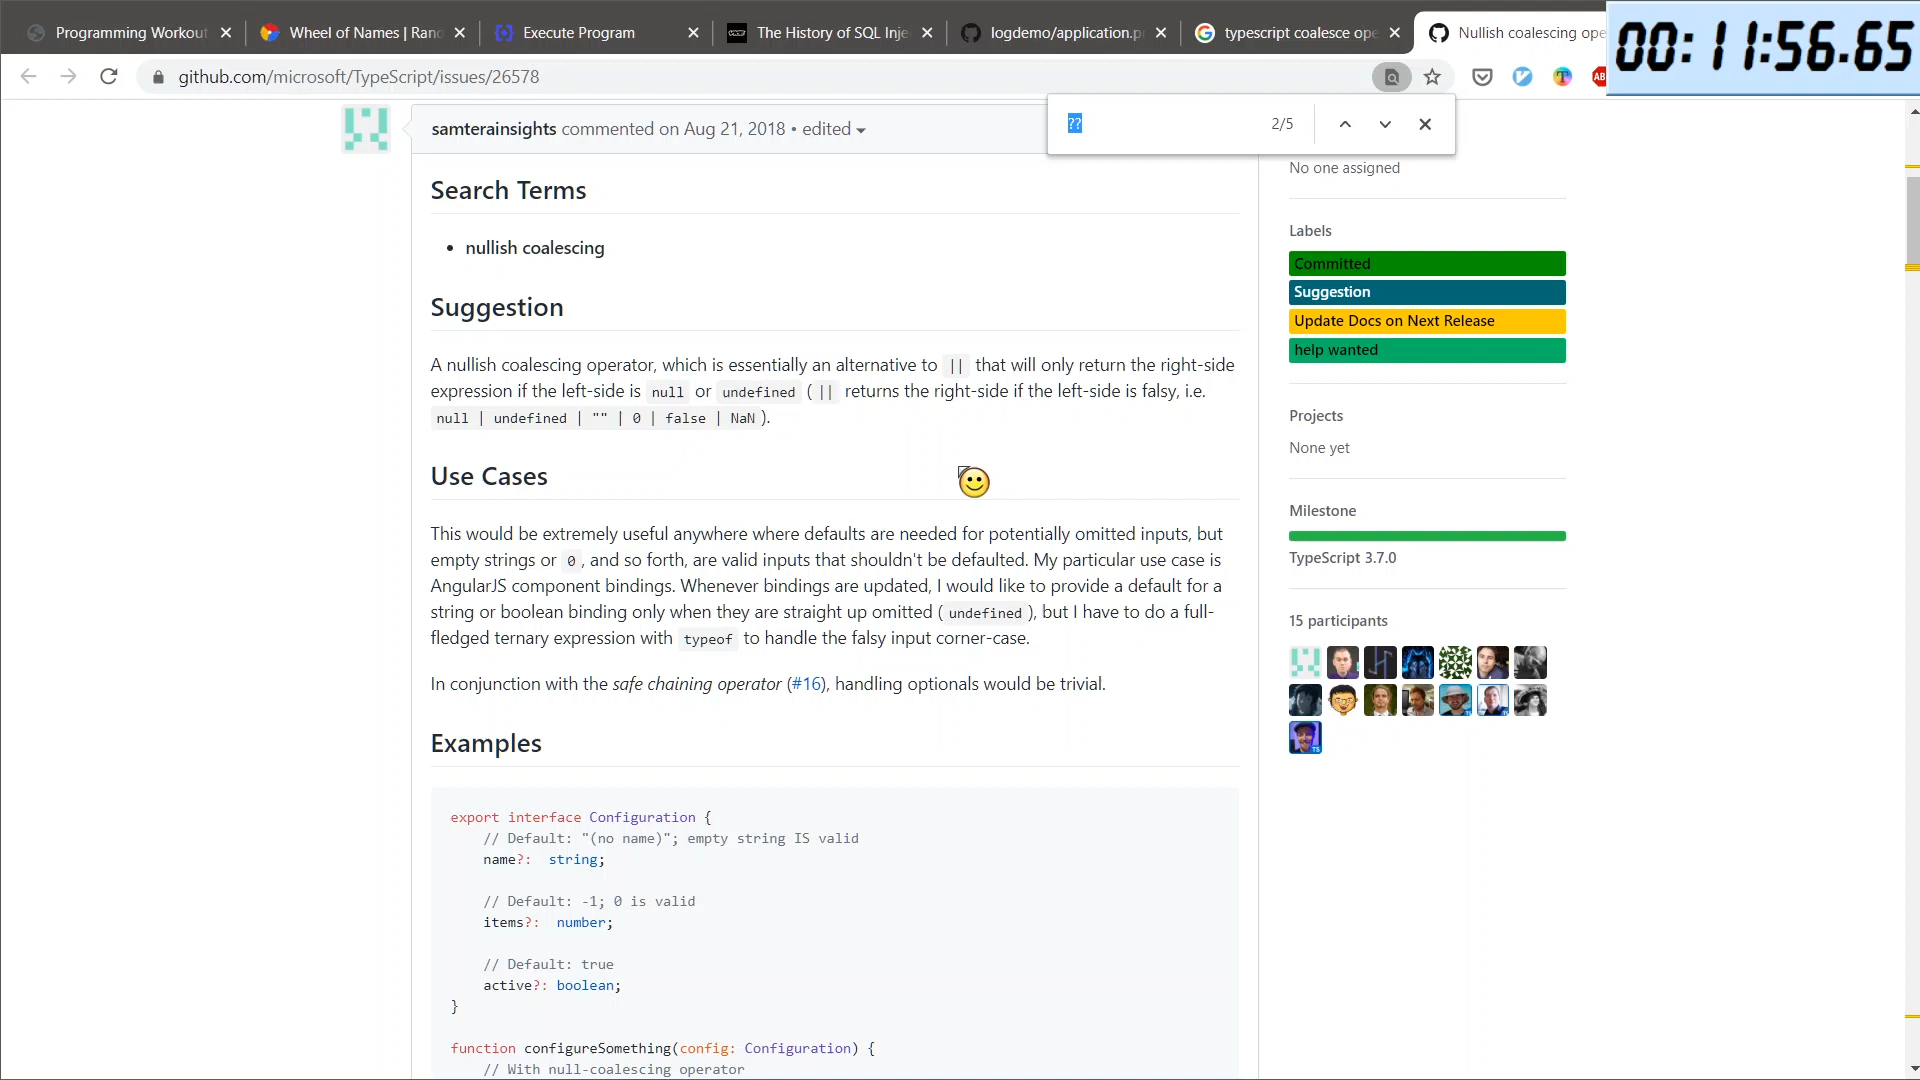 Programming Workout
Wheel of Names | Ran
Execute Program
The History of SQL Inje
logdemo/application.p
typescript coalesce ope
Nullish coalescing ope
00:11:56.65
github.com/microsoft/TypeScript/issues/26578
??
2/5
samterainsights commented on Aug 21, 2018 • edited
No one assigned
Search Terms
• nullish coalescing
Suggestion
A nullish coalescing operator, which is essentially an alternative to || that will only return the right-side
expression if the left-side is null or undefined ( || returns the right-side if the left-side is falsy, i.e.
null | undefined | "" | 0 | false | NaN ).
Use Cases
This would be extremely useful anywhere where defaults are needed for potentially omitted inputs, but
empty strings or 0 , and so forth, are valid inputs that shouldn't be defaulted. My particular use case is
AngularJS component bindings. Whenever bindings are updated, I would like to provide a default for a
string or boolean binding only when they are straight up omitted ( undefined ), but I have to do a full-
fledged ternary expression with typeof to handle the falsy input corner-case.
In conjunction with the safe chaining operator (#16), handling optionals would be trivial.
Examples
export interface Configuration {
// Default: "(no name)"; empty string IS valid
name?: string;
// Default: -1; 0 is valid
items?: number;
// Default: true
active?: boolean;
}
function configureSomething(config: Configuration) {
// With null-coalescing operator
Labels
Committed
Suggestion
Update Docs on Next Release
help wanted
Projects
None yet
Milestone
TypeScript 3.7.0
15 participants